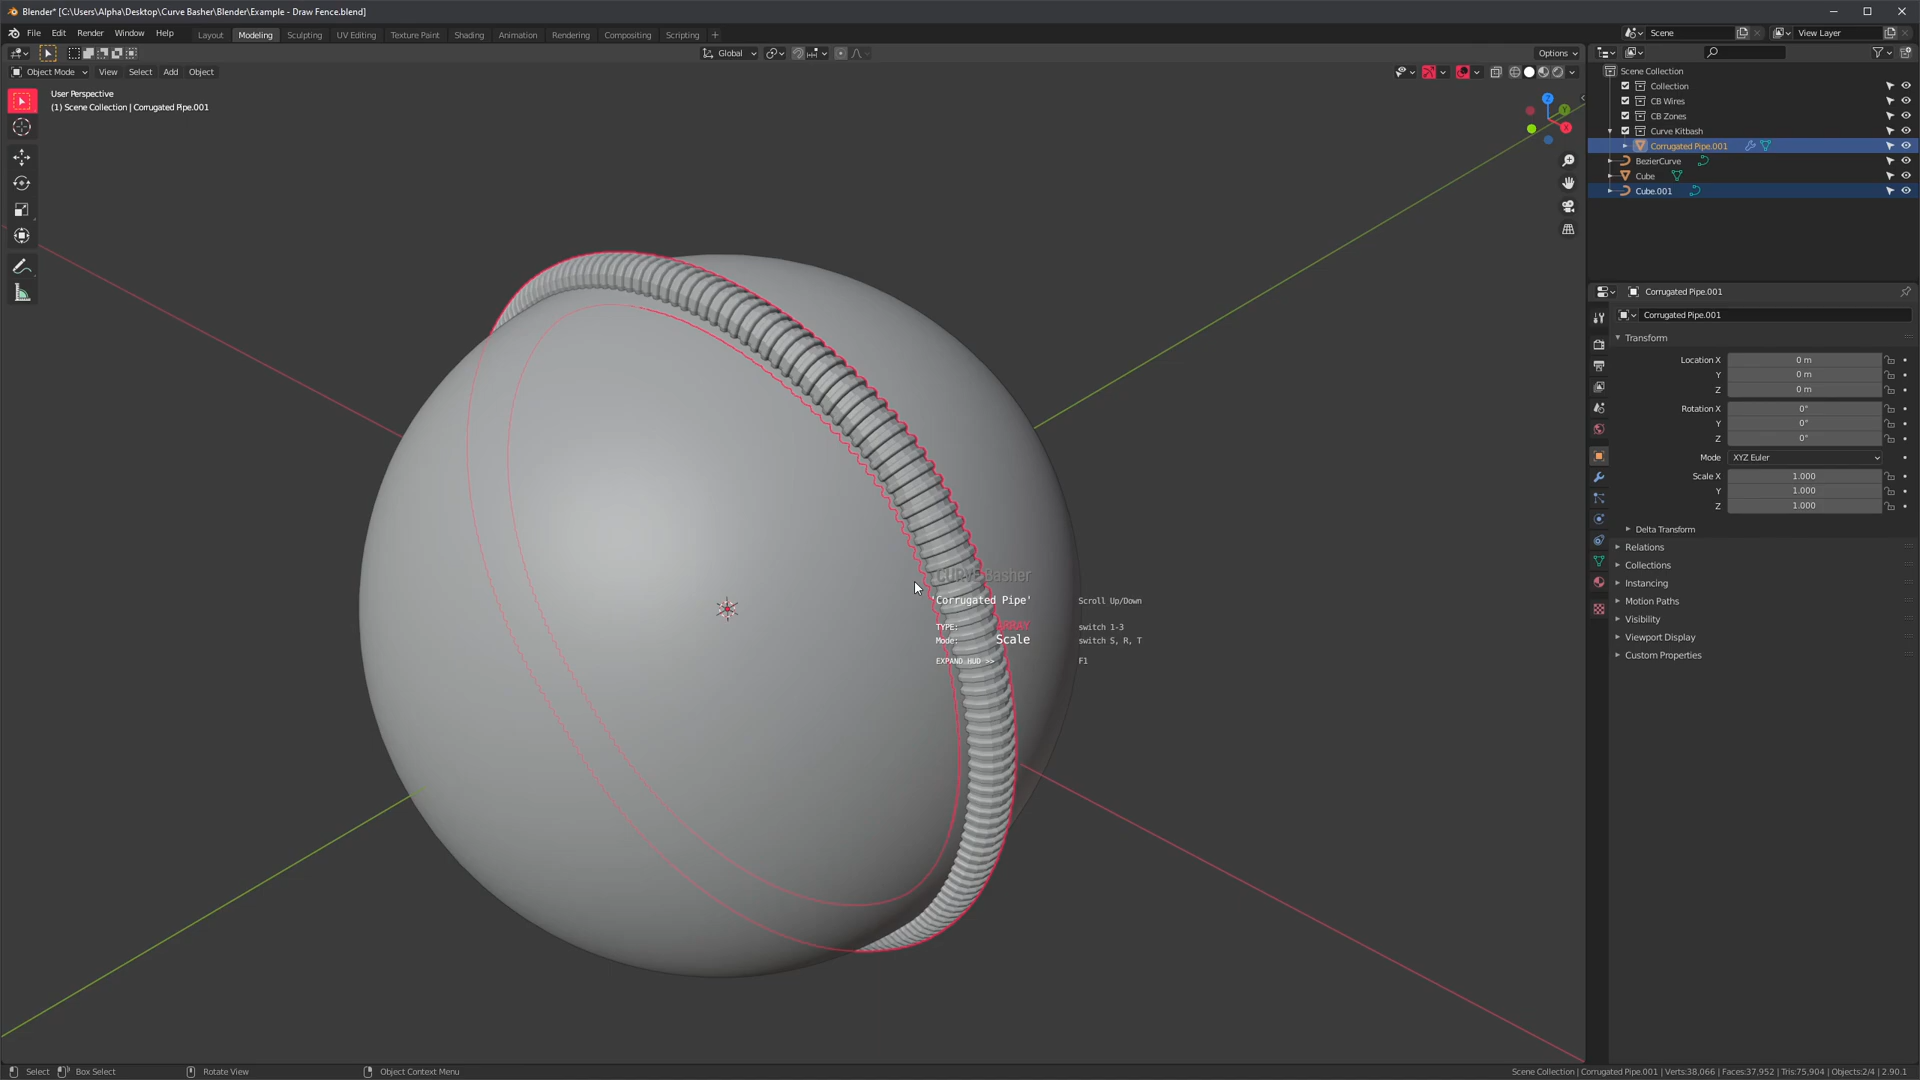 Blender* [C:\Users\Alpha\Desktop\Curve Basher\Blender\Example - Draw Fence.blend]
File Edit Render Window Help
Layout Modeling Sculpting UV Editing Texture Paint Shading Animation Rendering Compositing Scripting +
Scene
View Layer
Global
Options
Object Mode View Select Add Object
User Perspective
(1) Scene Collection | Corrugated Pipe.001
Z
Y
X
CURVE Basher
'Corrugated Pipe' Scroll Up/Down
TYPE: ARRAY switch 1-3
Mode: Scale switch S, R, T
EXPAND HUD >> F1
Scene Collection
Collection
CB Wires
CB Zones
Curve Kitbash
Corrugated Pipe.001
BezierCurve
Cube
Cube.001
Corrugated Pipe.001
Corrugated Pipe.001
Transform
Location X 0 m
Y 0 m
Z 0 m
Rotation X 0°
Y 0°
Z 0°
Mode XYZ Euler
Scale X 1.000
Y 1.000
Z 1.000
Delta Transform
Relations
Collections
Instancing
Motion Paths
Visibility
Viewport Display
Custom Properties
Select Box Select Rotate View Object Context Menu
Scene Collection | Corrugated Pipe.001 | Verts:38,066 | Faces:37,952 | Tris:75,904 | Objects:2/4 | 2.90.1